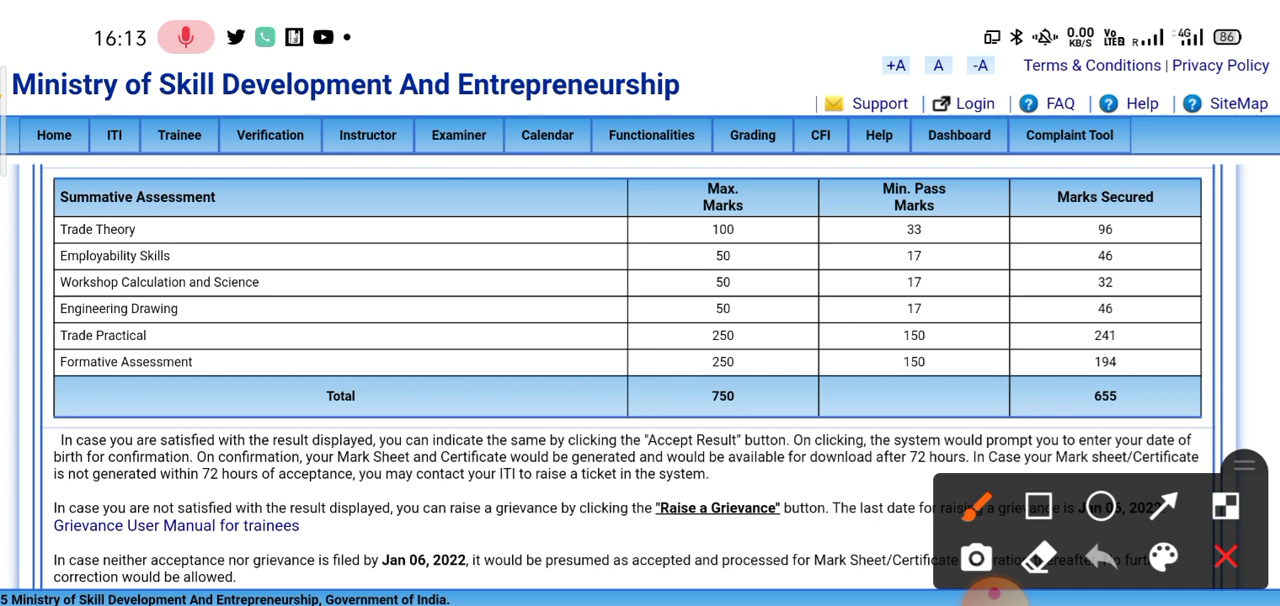 16:13
0.00 KB/S Vo LTE2 R 4G 86
+A A -A Terms & Conditions | Privacy Policy
Ministry of Skill Development And Entrepreneurship
| Support | Login | FAQ | Help | SiteMap
Home ITI Trainee Verification Instructor Examiner Calendar Functionalities Grading CFI Help Dashboard Complaint Tool
Summative Assessment Max. Marks Min. Pass Marks Marks Secured
Trade Theory 100 33 96
Employability Skills 50 17 46
Workshop Calculation and Science 50 17 32
Engineering Drawing 50 17 46
Trade Practical 250 150 241
Formative Assessment 250 150 194
Total 750 655
In case you are satisfied with the result displayed, you can indicate the same by clicking the "Accept Result" button. On clicking, the system would prompt you to enter your date of
birth for confirmation. On confirmation, your Mark Sheet and Certificate would be generated and would be available for download after 72 hours. In Case your Mark sheet/Certificate
is not generated within 72 hours of acceptance, you may contact your ITI to raise a ticket in the system.
In case you are not satisfied with the result displayed, you can raise a grievance by clicking the "Raise a Grievance" button. The last date for raising a grievance is Jan 06, 2022.
Grievance User Manual for trainees
In case neither acceptance nor grievance is filed by Jan 06, 2022, it would be presumed as accepted and processed for Mark Sheet/Certificate
correction would be allowed.
5 Ministry of Skill Development And Entrepreneurship, Government of India.